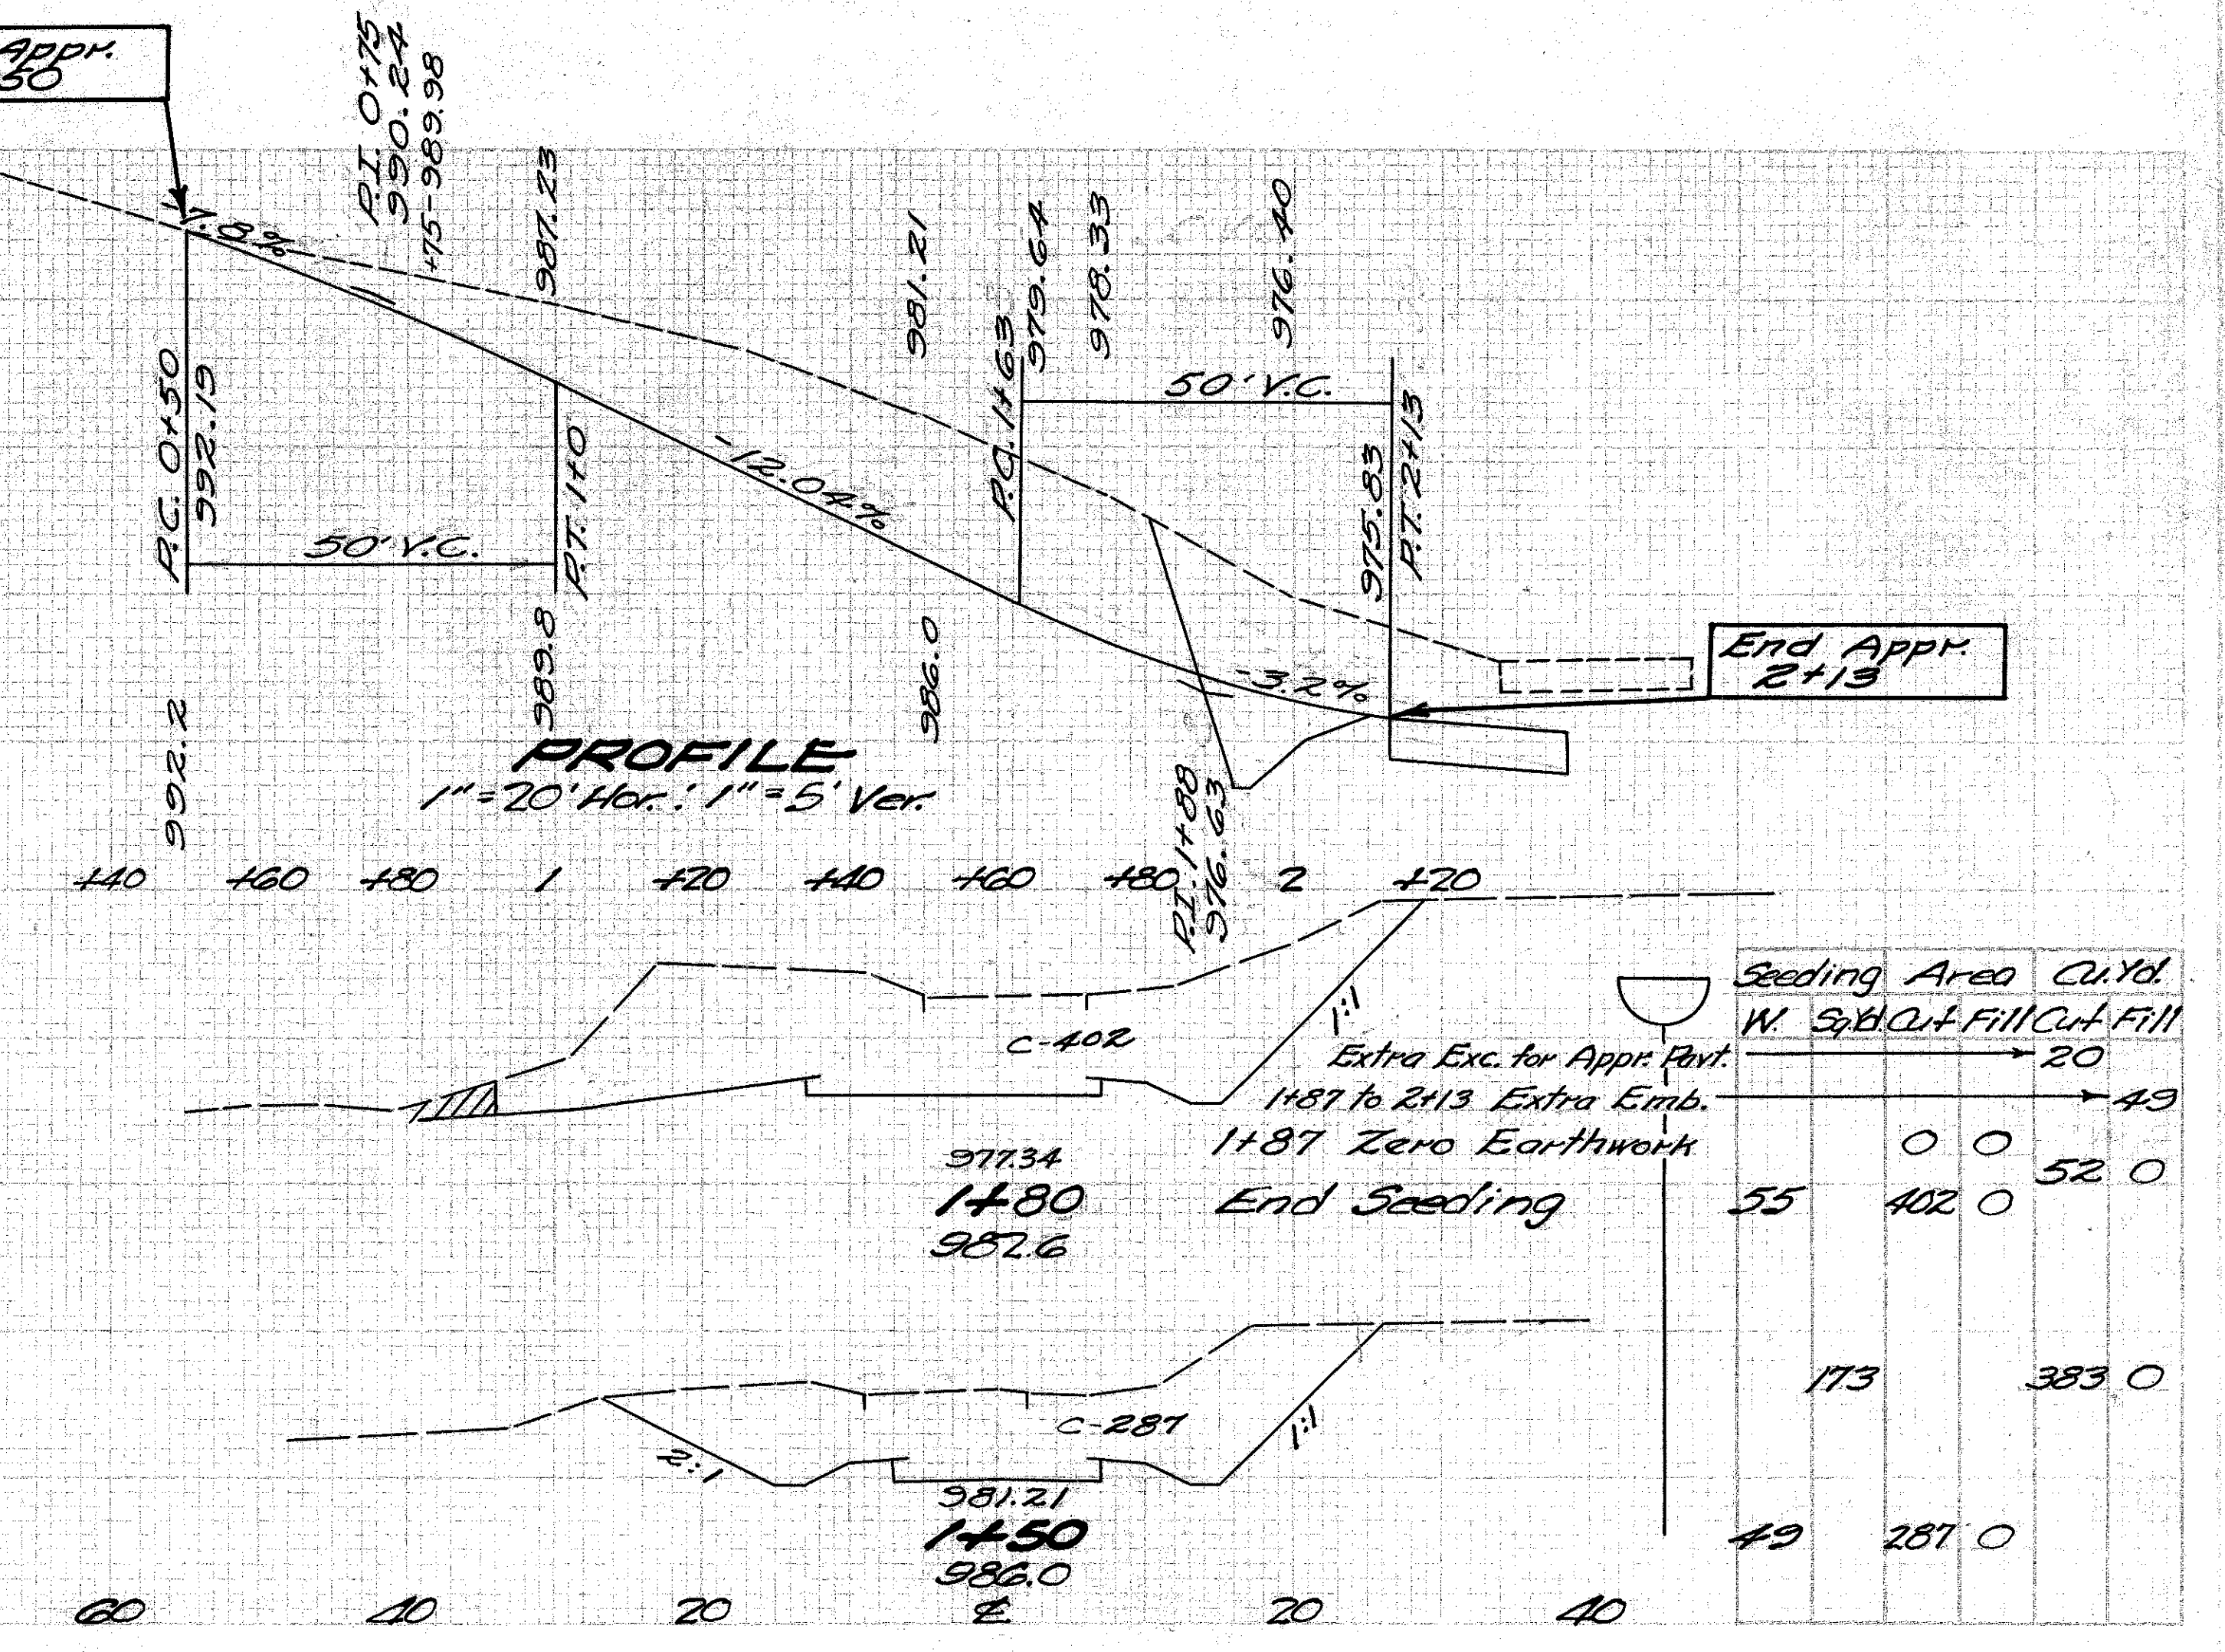 Appr.
50
P.I. 0+75
990.24
+75-989.98
-7.8%
987.23
981.21
P.C. 1+63
979.64
978.33
976.40
P.C. 0+50
992.19
50' V.C.
P.T. 1+0
-12.04%
50' V.C.
975.83
P.T. 2+13
-3.2%
End Appr.
2+13
992.2
989.8
986.0
PROFILE
1"=20' Hor. : 1"=5' Ver.
P.I. 1+88
976.63
+40 +60 +80 1 +20 +40 +60 +80 2 +20
Seeding Area Cu.Yd.
W. Sq.Yd. Cut Fill Cut Fill
C-402
1:1
Extra Exc. for Appr. Pavt. 20
1+87 to 2+13 Extra Emb. 49
1+87 Zero Earthwork 0 0
52 0
977.34
1+80 End Seeding 55 402 0
982.6
173 383 0
C-287
2:1
1:1
981.21
1+50 49 287 0
986.0
60 40 20 ℄ 20 40